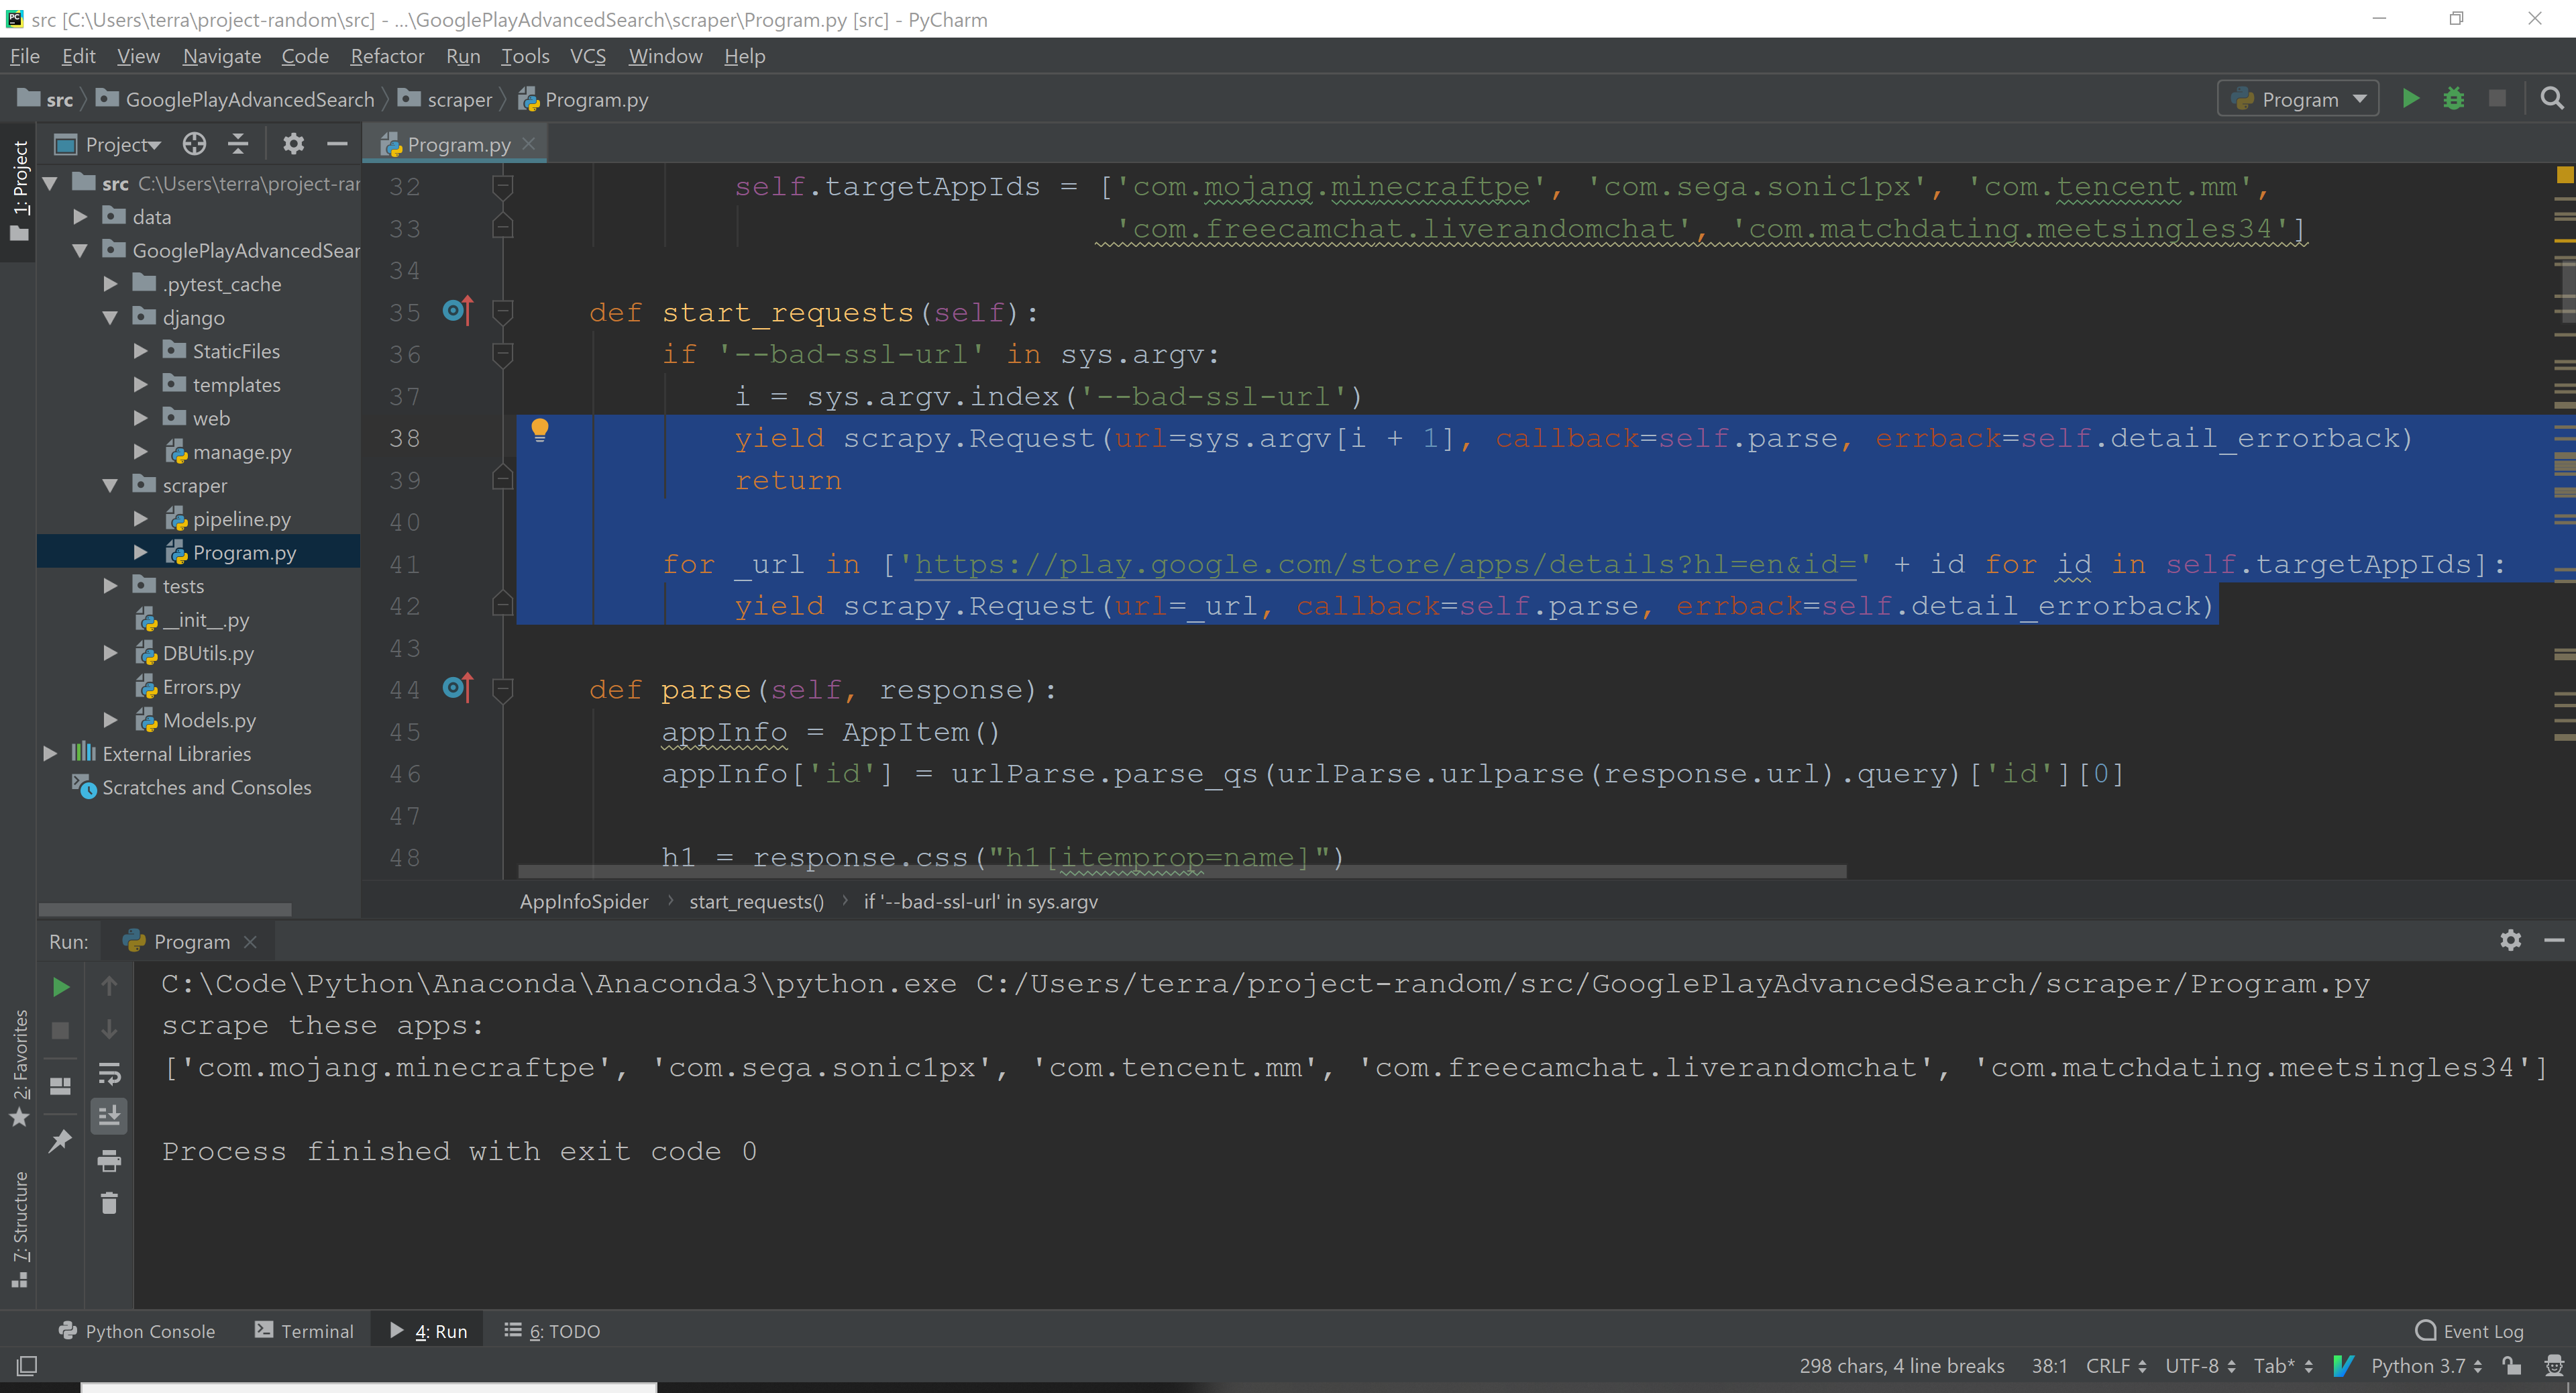 src [C:\Users\terra\project-random\src] - ...\GooglePlayAdvancedSearch\scraper\Program.py [src] - PyCharm
File Edit View Navigate Code Refactor Run Tools VCS Window Help
src GooglePlayAdvancedSearch scraper Program.py
Program
1: Project
Project
src C:\Users\terra\project-rar
data
GooglePlayAdvancedSear
.pytest_cache
django
StaticFiles
templates
web
manage.py
scraper
pipeline.py
Program.py
tests
__init__.py
DBUtils.py
Errors.py
Models.py
External Libraries
Scratches and Consoles
Program.py
32 self.targetAppIds = ['com.mojang.minecraftpe', 'com.sega.sonic1px', 'com.tencent.mm',
33 'com.freecamchat.liverandomchat', 'com.matchdating.meetsingles34']
34
35 def start_requests(self):
36 if '--bad-ssl-url' in sys.argv:
37 i = sys.argv.index('--bad-ssl-url')
38 yield scrapy.Request(url=sys.argv[i + 1], callback=self.parse, errback=self.detail_errorback)
39 return
40
41 for _url in ['https://play.google.com/store/apps/details?hl=en&id=' + id for id in self.targetAppIds]:
42 yield scrapy.Request(url=_url, callback=self.parse, errback=self.detail_errorback)
43
44 def parse(self, response):
45 appInfo = AppItem()
46 appInfo['id'] = urlParse.parse_qs(urlParse.urlparse(response.url).query)['id'][0]
47
48 h1 = response.css("h1[itemprop=name]")
AppInfoSpider start_requests() if '--bad-ssl-url' in sys.argv
Run: Program
C:\Code\Python\Anaconda\Anaconda3\python.exe C:/Users/terra/project-random/src/GooglePlayAdvancedSearch/scraper/Program.py
scrape these apps:
['com.mojang.minecraftpe', 'com.sega.sonic1px', 'com.tencent.mm', 'com.freecamchat.liverandomchat', 'com.matchdating.meetsingles34']
Process finished with exit code 0
2: Favorites
7: Structure
Python Console Terminal 4: Run 6: TODO Event Log
298 chars, 4 line breaks 38:1 CRLF UTF-8 Tab* Python 3.7